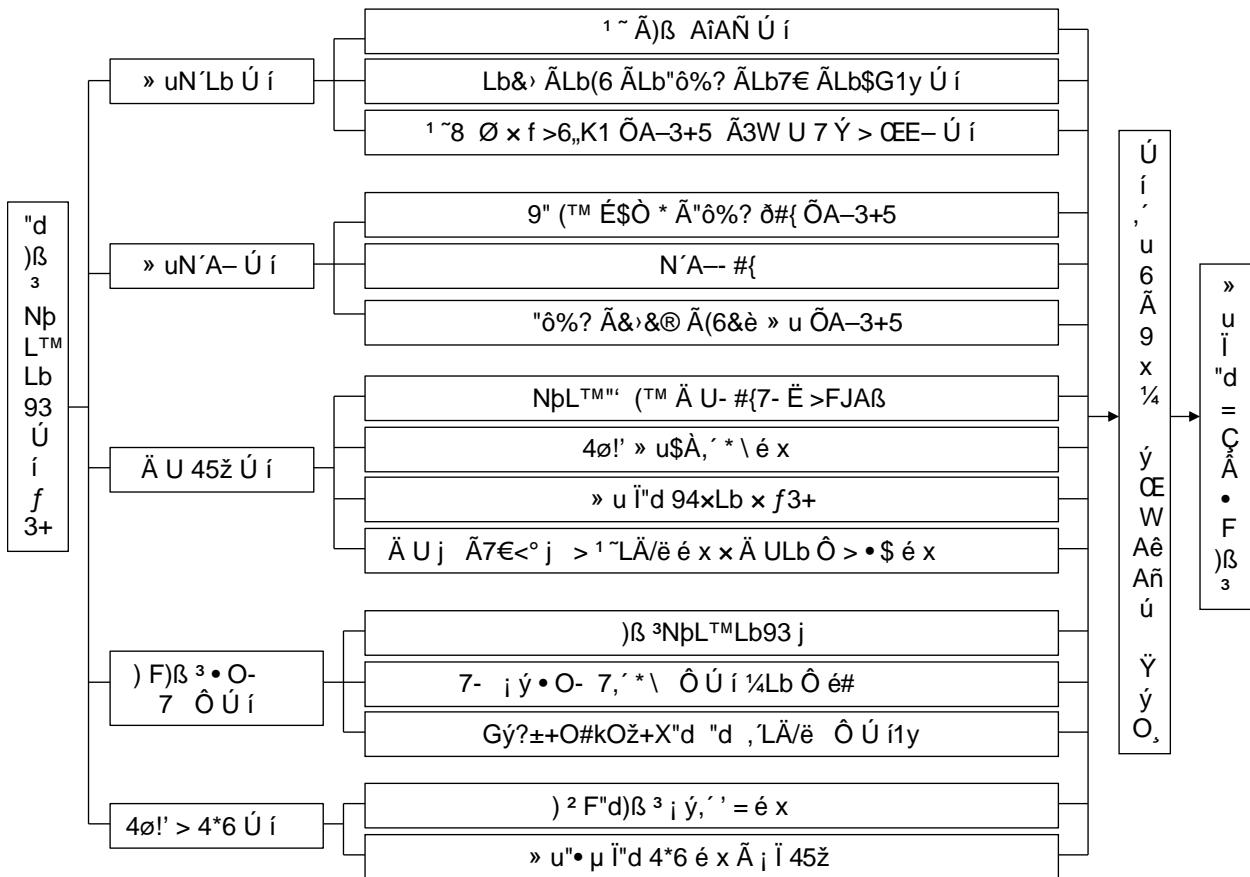 "d
)ß
³
NþL™
Lb
93
Ú
í
ƒ
3+
» uN´Lb Ú í
» uN´A– Ú í
Ä U 45ž Ú í
) F)ß ³ • O-
7 Ô Ú í
4ø!' > 4*6 Ú í
¹ ˜ Ã)ß AîAÑ Ú í
Lb&› ÃLb(6 ÃLb"ô%? ÃLb7€ ÃLb$G1y Ú í
¹ ˜8 Ø × f >6„K1 ÕA–3+5 Ã3W U 7 Ý > ŒE– Ú í
9" (™ É$Ò * Ã"ô%? ð#{ ÕA–3+5
N´A–- #{
"ô%? Ã&›&® Ã(6&è » u ÕA–3+5
NþL™"‘ (™ Ä U- #{7- Ë >FJAß
4ø!' » u$À,´ * \ é x
» u Ï"d 94×Lb × ƒ3+
Ä U j Ã7€<° j > ¹ ˜LÄ/ë é x × Ä ULb Ô > • $ é x
)ß ³NþL™Lb93 j
7- ¡ ý • O- 7,´ * \ Ô Ú í ¼Lb Ô é#
Gý?±+O#kOž+X"d "d ,´LÄ/ë Ô Ú í1y
) ² F"d)ß ³ ¡ ý,´ ' = é x
» u"• µ Ï"d 4*6 é x Ã ¡ Ï 45ž
Ú
í
,´
u
6
Ã
9
x
¼
ý
Œ
W
Aê
Añ
ú
Ÿ
ý
O¸
»
u
Ï
"d
=
Ç
Â
•
F
)ß
³